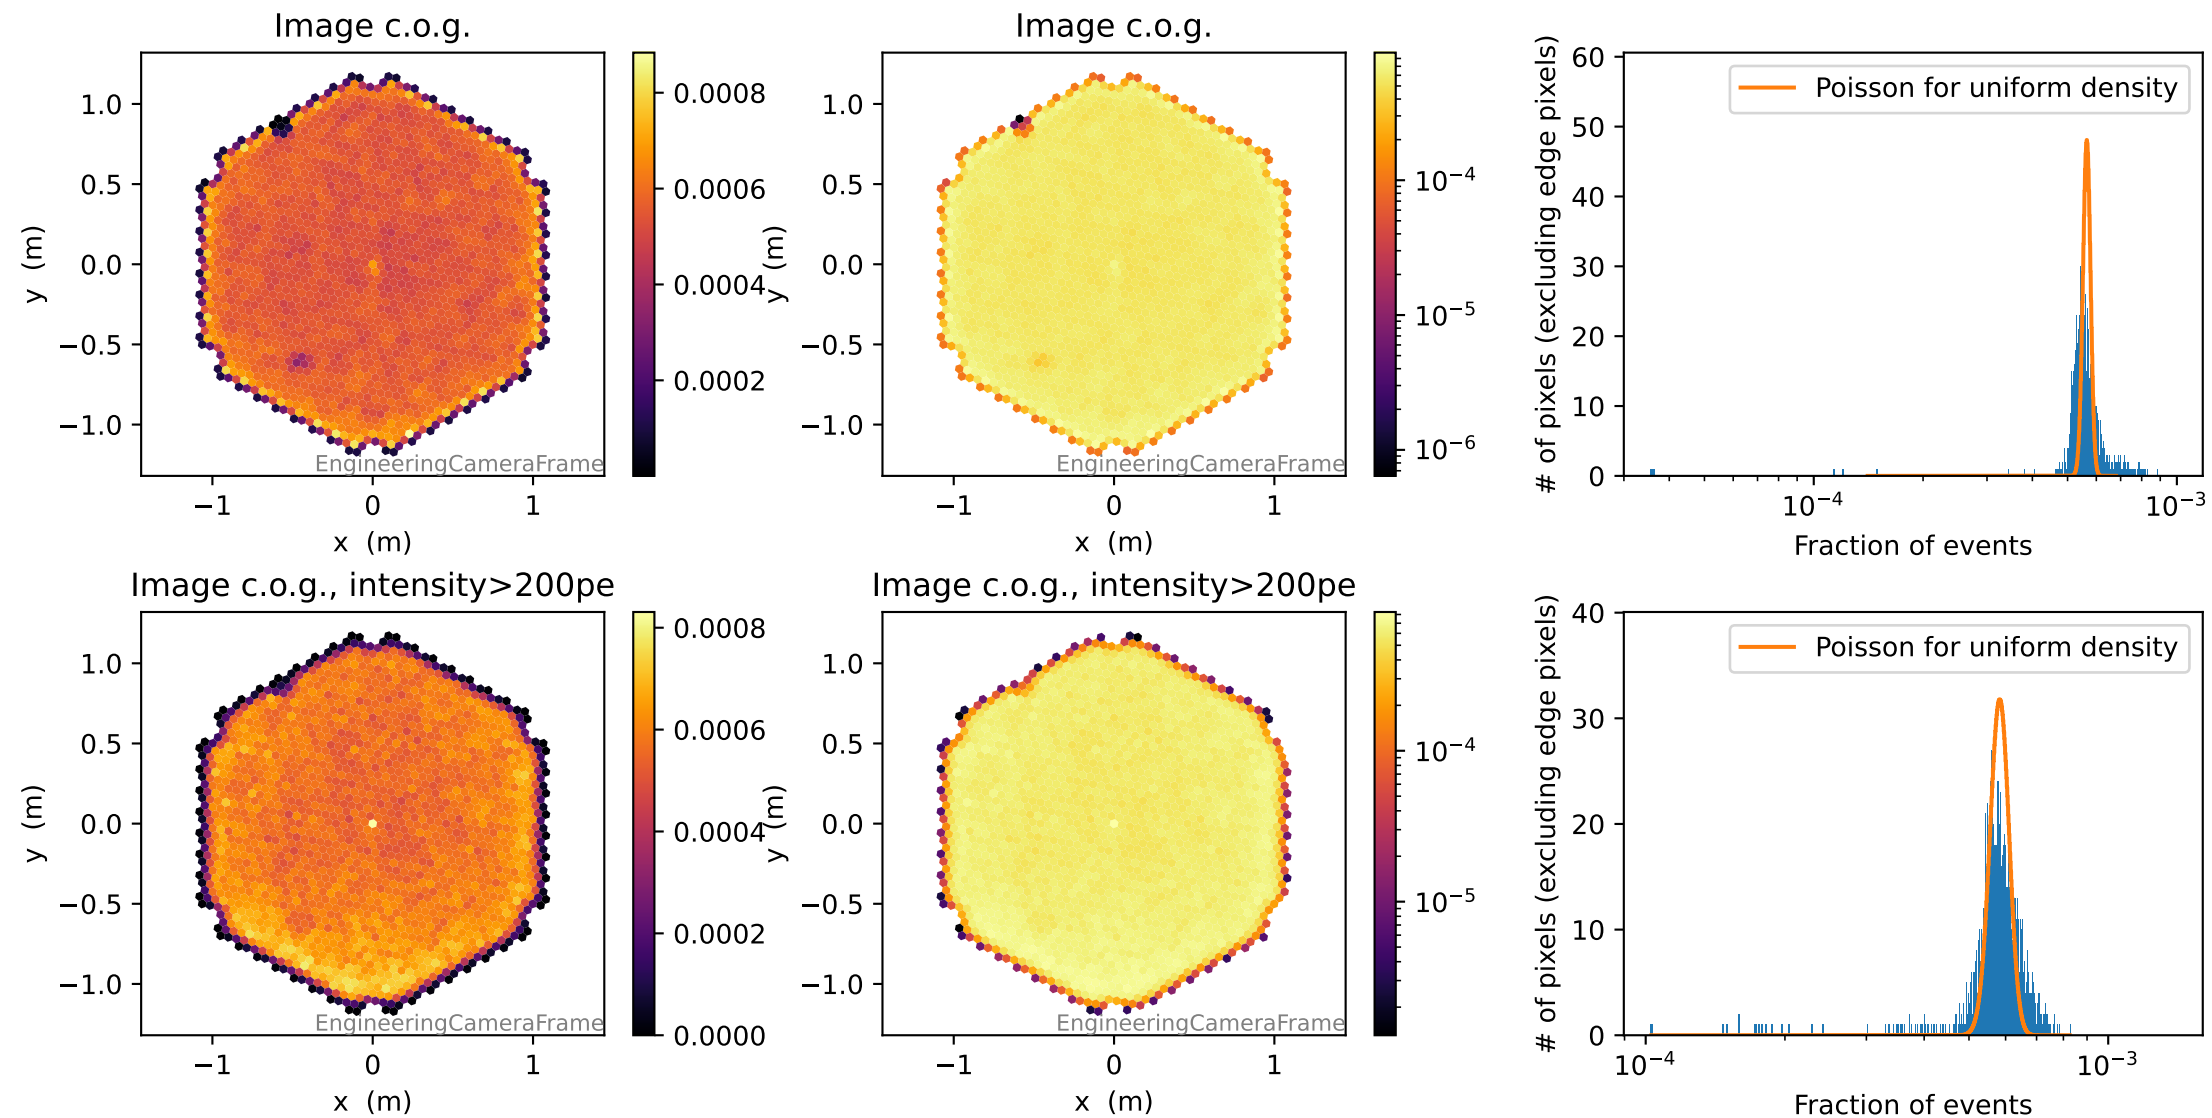 Image c.o.g.
1.0
0.5
0.0
−0.5
−1.0
y (m)
−1
0
1
x (m)
EngineeringCameraFrame
0.0008
0.0006
0.0004
0.0002
Image c.o.g.
1.0
0.5
0.0
−0.5
−1.0
y (m)
−1
0
1
x (m)
EngineeringCameraFrame
10⁻⁴
10⁻⁵
10⁻⁶
Poisson for uniform density
60
50
40
30
20
10
0
# of pixels (excluding edge pixels)
10⁻⁴
10⁻³
Fraction of events
Image c.o.g., intensity>200pe
1.0
0.5
0.0
−0.5
−1.0
y (m)
−1
0
1
x (m)
EngineeringCameraFrame
0.0008
0.0006
0.0004
0.0002
0.0000
Image c.o.g., intensity>200pe
1.0
0.5
0.0
−0.5
−1.0
y (m)
−1
0
1
x (m)
EngineeringCameraFrame
10⁻⁴
10⁻⁵
Poisson for uniform density
40
30
20
10
0
# of pixels (excluding edge pixels)
10⁻⁴
10⁻³
Fraction of events